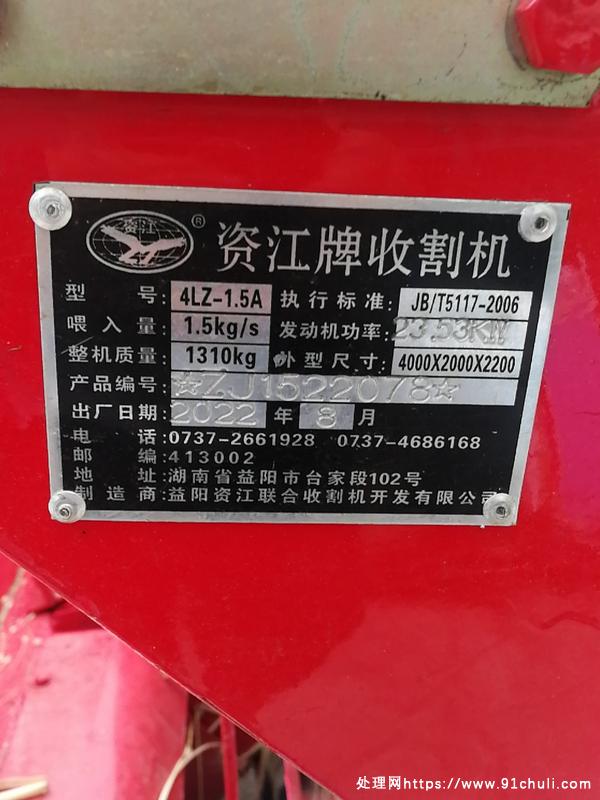 资江 ® 资江牌收割机
型 号: 4LZ-1.5A 执行标准: JB/T5117-2006
喂入量: 1.5kg/s 发动机功率: 23.53KW
整机质量: 1310kg 外型尺寸: 4000X2000X2200
产品编号: ☆ZJ1522078☆
出厂日期: 2022 年 8 月
电 话:0737-2661928 0737-4686168
邮 编:413002
地 址:湖南省益阳市台家段102号
制造商:益阳资江联合收割机开发有限公司
处理网https://www.91chuli.com